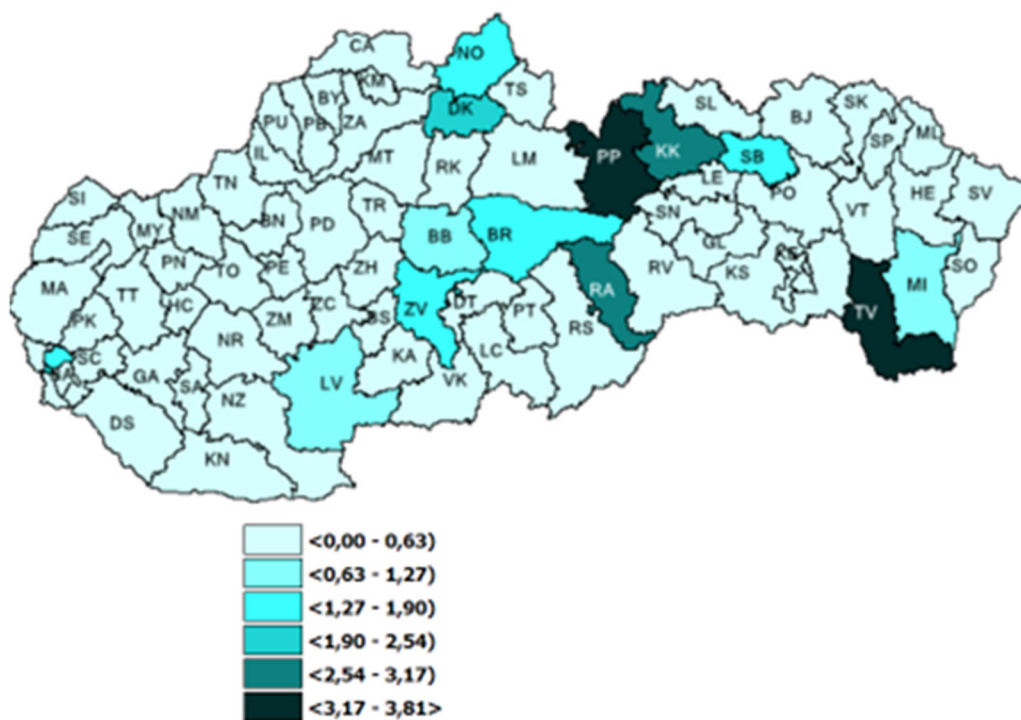 CA
NO
KM
TS
BY
DK
PU
PB
ZA
SL
BJ
SK
SP
ML
IL
MT
RK
LM
PP
KK
SB
LE
PO
HE
SV
TN
SI
NM
BN
PD
TR
SN
VT
SE
MY
BB
BR
GL
PN
TO
PE
ZH
RV
KS
KE
SO
MA
TT
HC
ZC
ZV
DT
RA
MI
PK
ZM
BS
PT
RS
TV
NR
SC
BA
GA
SA
KA
LC
LV
VK
NZ
DS
KN
<0,00 - 0,63)
<0,63 - 1,27)
<1,27 - 1,90)
<1,90 - 2,54)
<2,54 - 3,17)
<3,17 - 3,81>